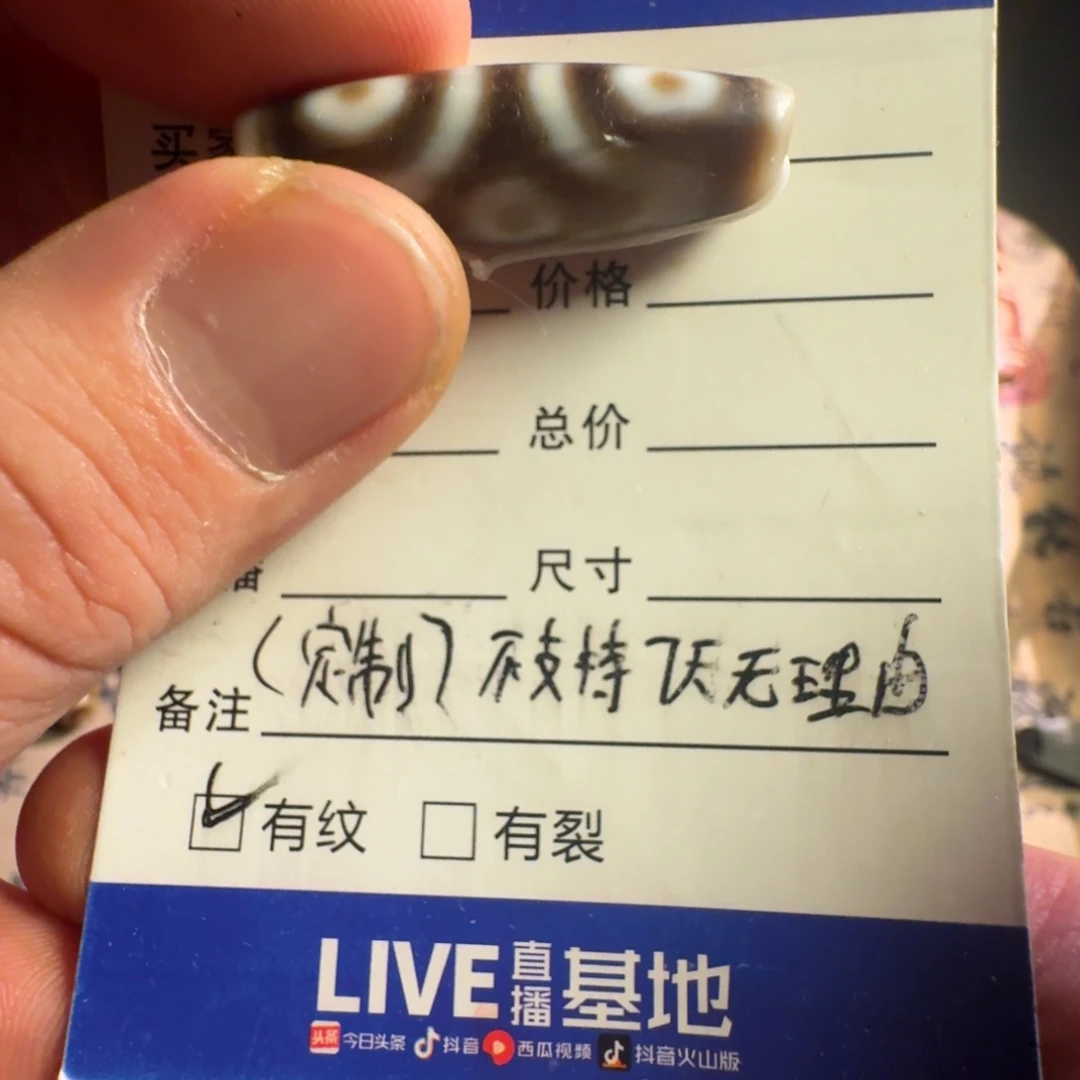 买家
价格
总价
尺寸
备注 (定制) 不支持 7天无理由
☑有纹 □有裂
LIVE直播基地
头条 今日头条 抖音 西瓜视频 抖音火山版